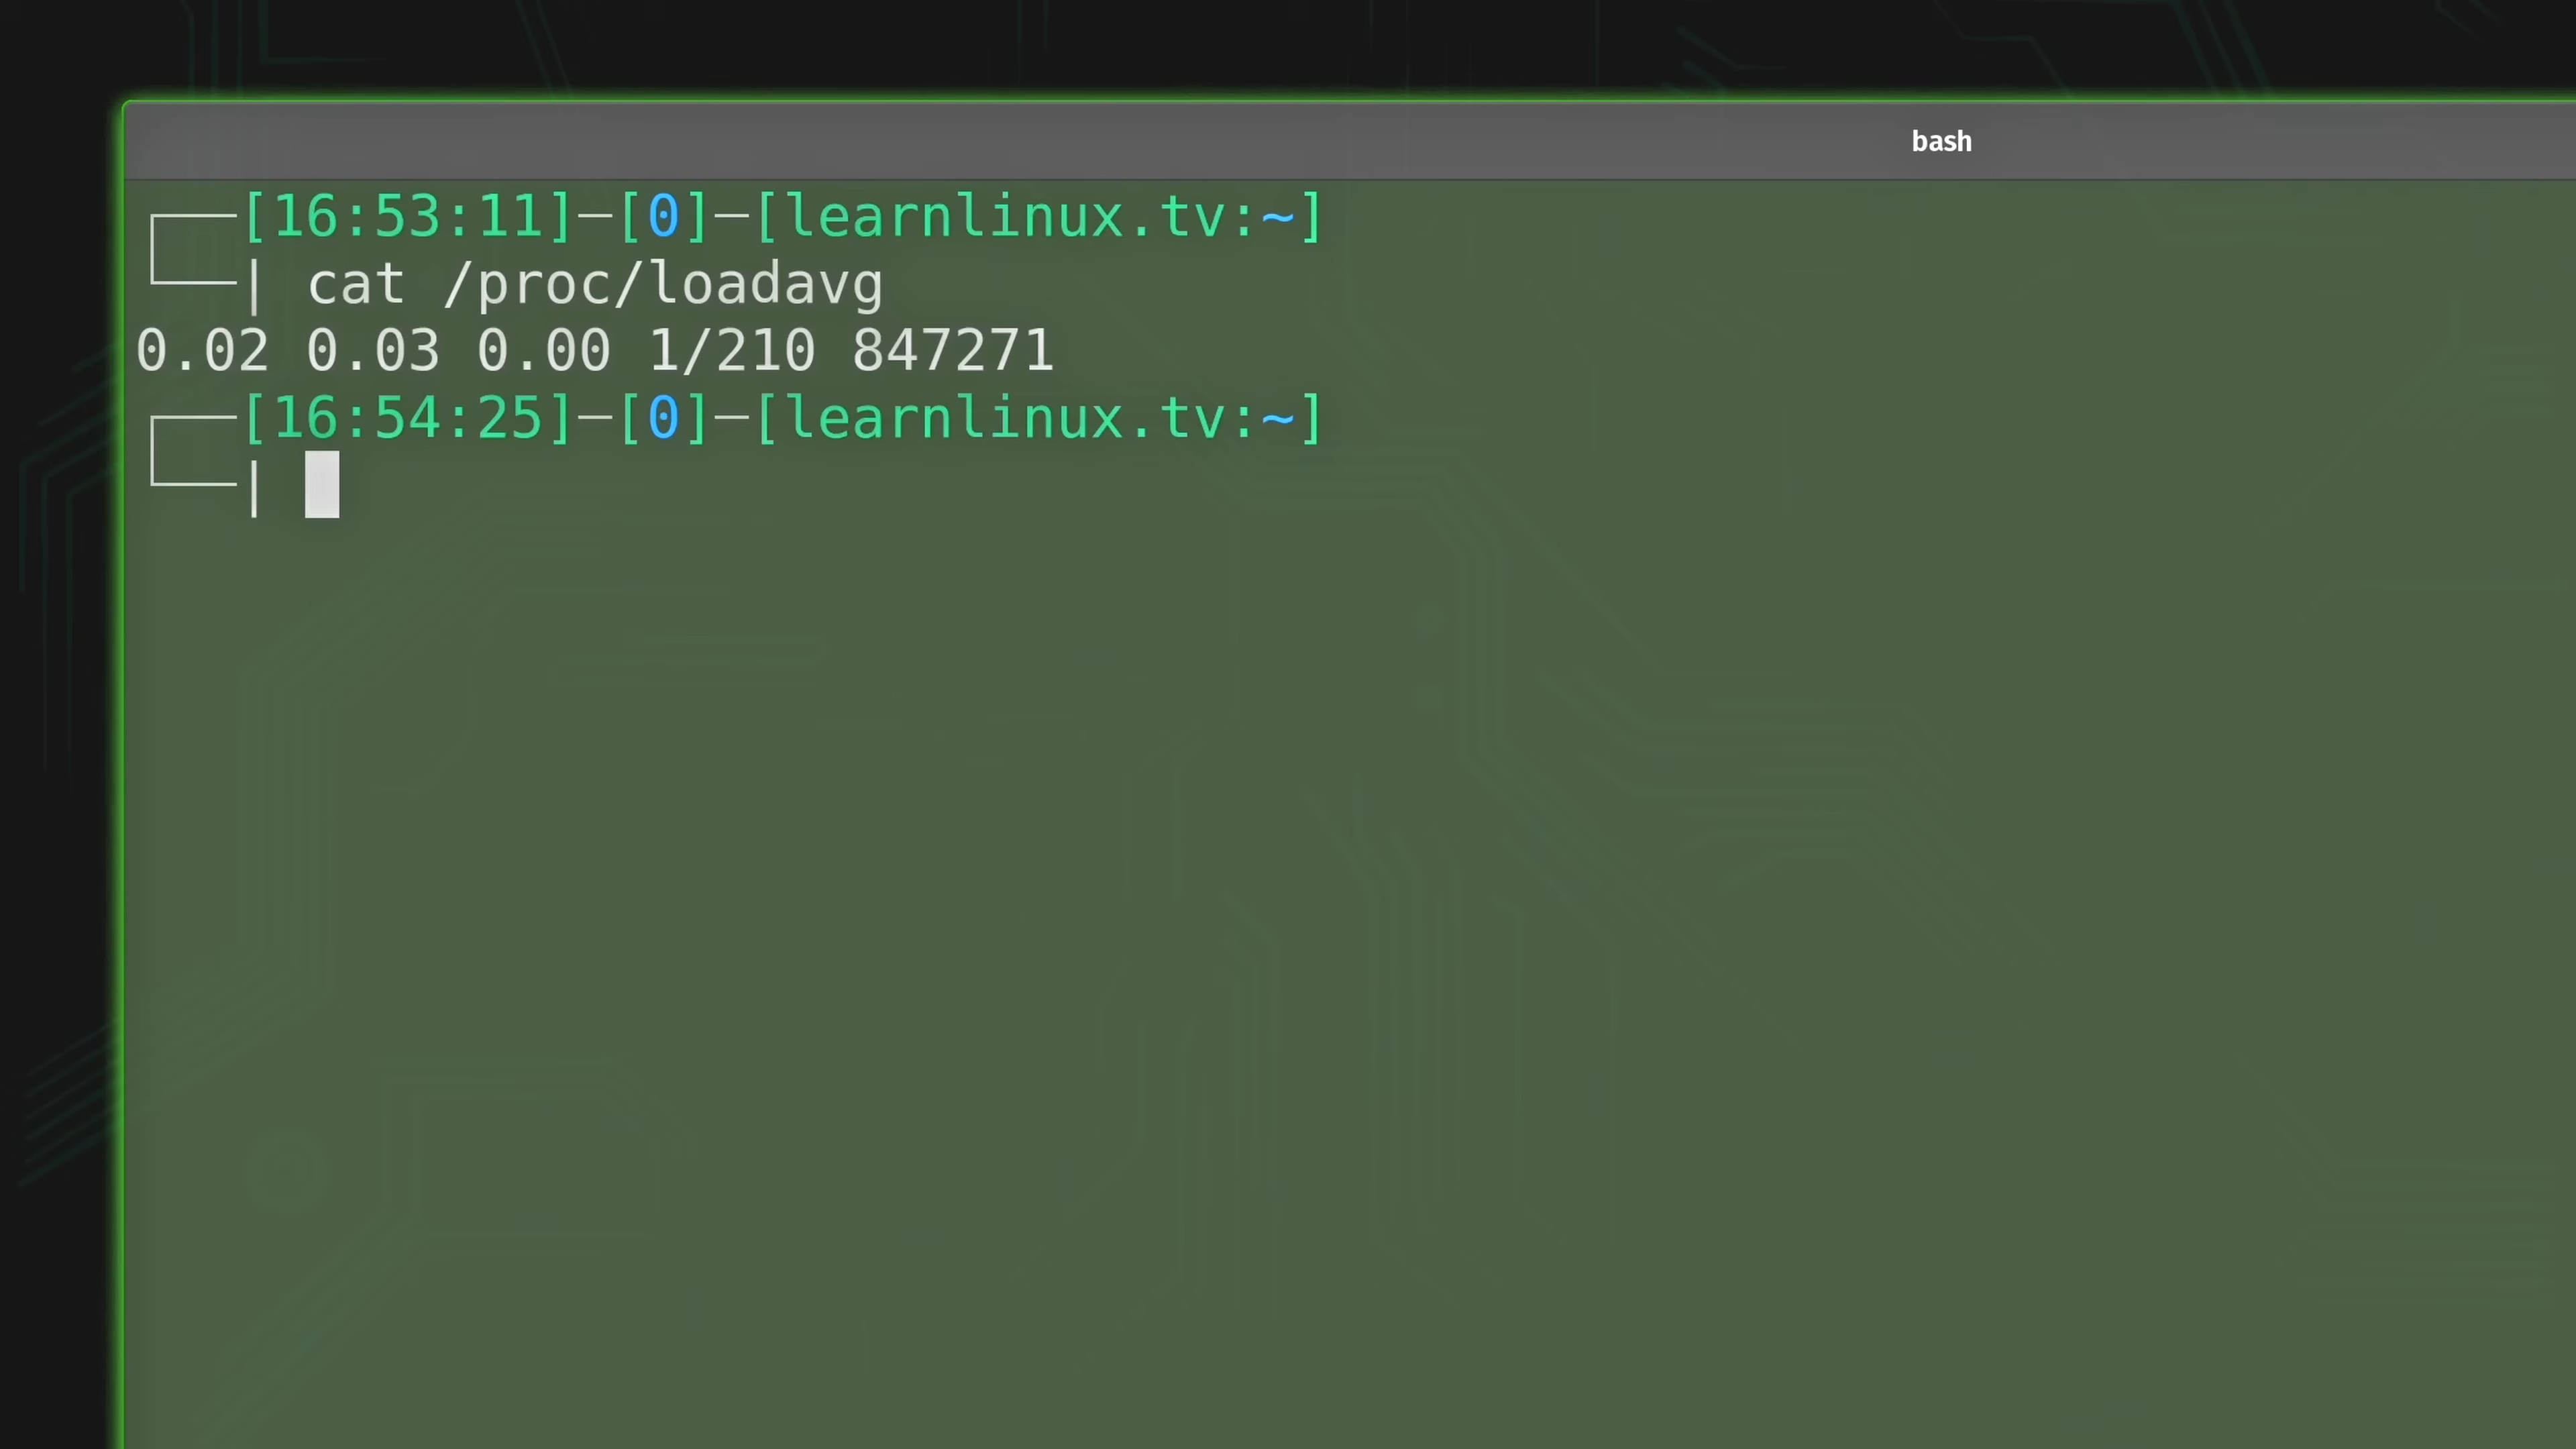 bash
┌──[16:53:11]─[0]─[learnlinux.tv:~]
└──| cat /proc/loadavg
0.02 0.03 0.00 1/210 847271
┌──[16:54:25]─[0]─[learnlinux.tv:~]
└──|